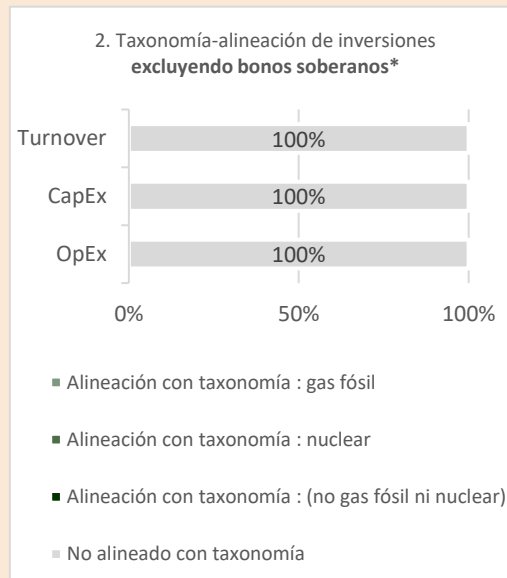 2. Taxonomía-alineación de inversiones
excluyendo bonos soberanos*
Turnover
100%
CapEx
100%
OpEx
100%
0%
50%
100%
Alineación con taxonomía : gas fósil
Alineación con taxonomía : nuclear
Alineación con taxonomía : (no gas fósil ni nuclear)
No alineado con taxonomía